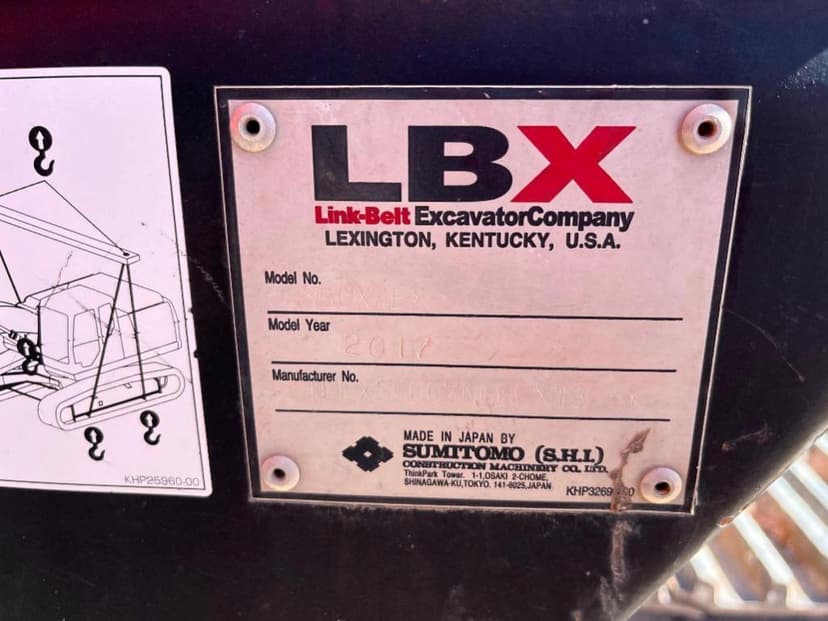 LBX
Link-Belt ExcavatorCompany
LEXINGTON, KENTUCKY, U.S.A.
Model No.
Model Year
2017
Manufacturer No.
MADE IN JAPAN BY
SUMITOMO (S.H.I.)
CONSTRUCTION MACHINERY CO., LTD.
ThinkPark Tower. 1-1,OSAKI 2-CHOME,
SHINAGAWA-KU,TOKYO. 141-6025,JAPAN
KHP25960-00